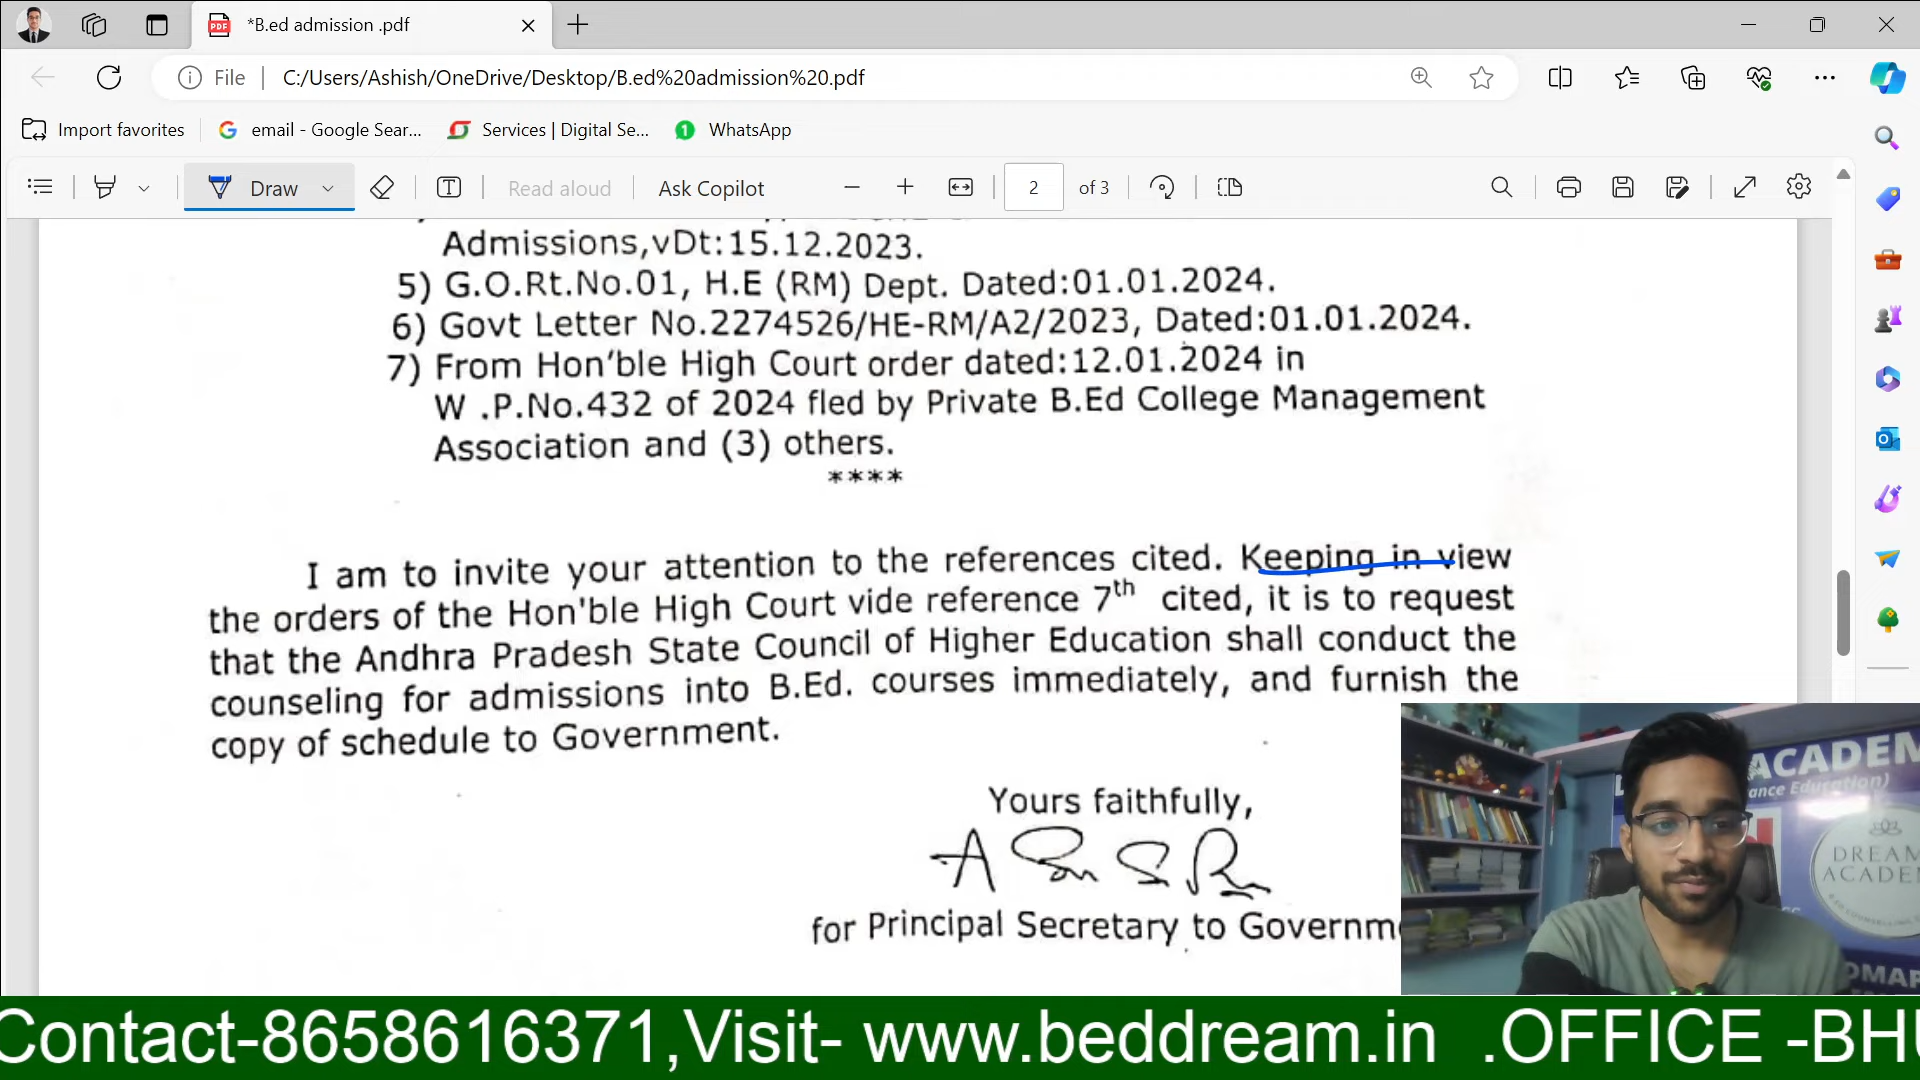 *B.ed admission .pdf
File
C:/Users/Ashish/OneDrive/Desktop/B.ed%20admission%20.pdf
Import favorites
email - Google Sear...
Services | Digital Se...
WhatsApp
Draw
Read aloud
Ask Copilot
2 of 3
Admissions,vDt:15.12.2023.
5) G.O.Rt.No.01, H.E (RM) Dept. Dated:01.01.2024.
6) Govt Letter No.2274526/HE-RM/A2/2023, Dated:01.01.2024.
7) From Hon’ble High Court order dated:12.01.2024 in
W .P.No.432 of 2024 fled by Private B.Ed College Management
Association and (3) others.
****
I am to invite your attention to the references cited. Keeping in view
the orders of the Hon'ble High Court vide reference 7th cited, it is to request
that the Andhra Pradesh State Council of Higher Education shall conduct the
counseling for admissions into B.Ed. courses immediately, and furnish the
copy of schedule to Government.
Yours faithfully,
for Principal Secretary to Governm
ACADEM
ance Education)
DREAM
ACADE
Contact-8658616371,Visit- www.beddream.in .OFFICE -BHU